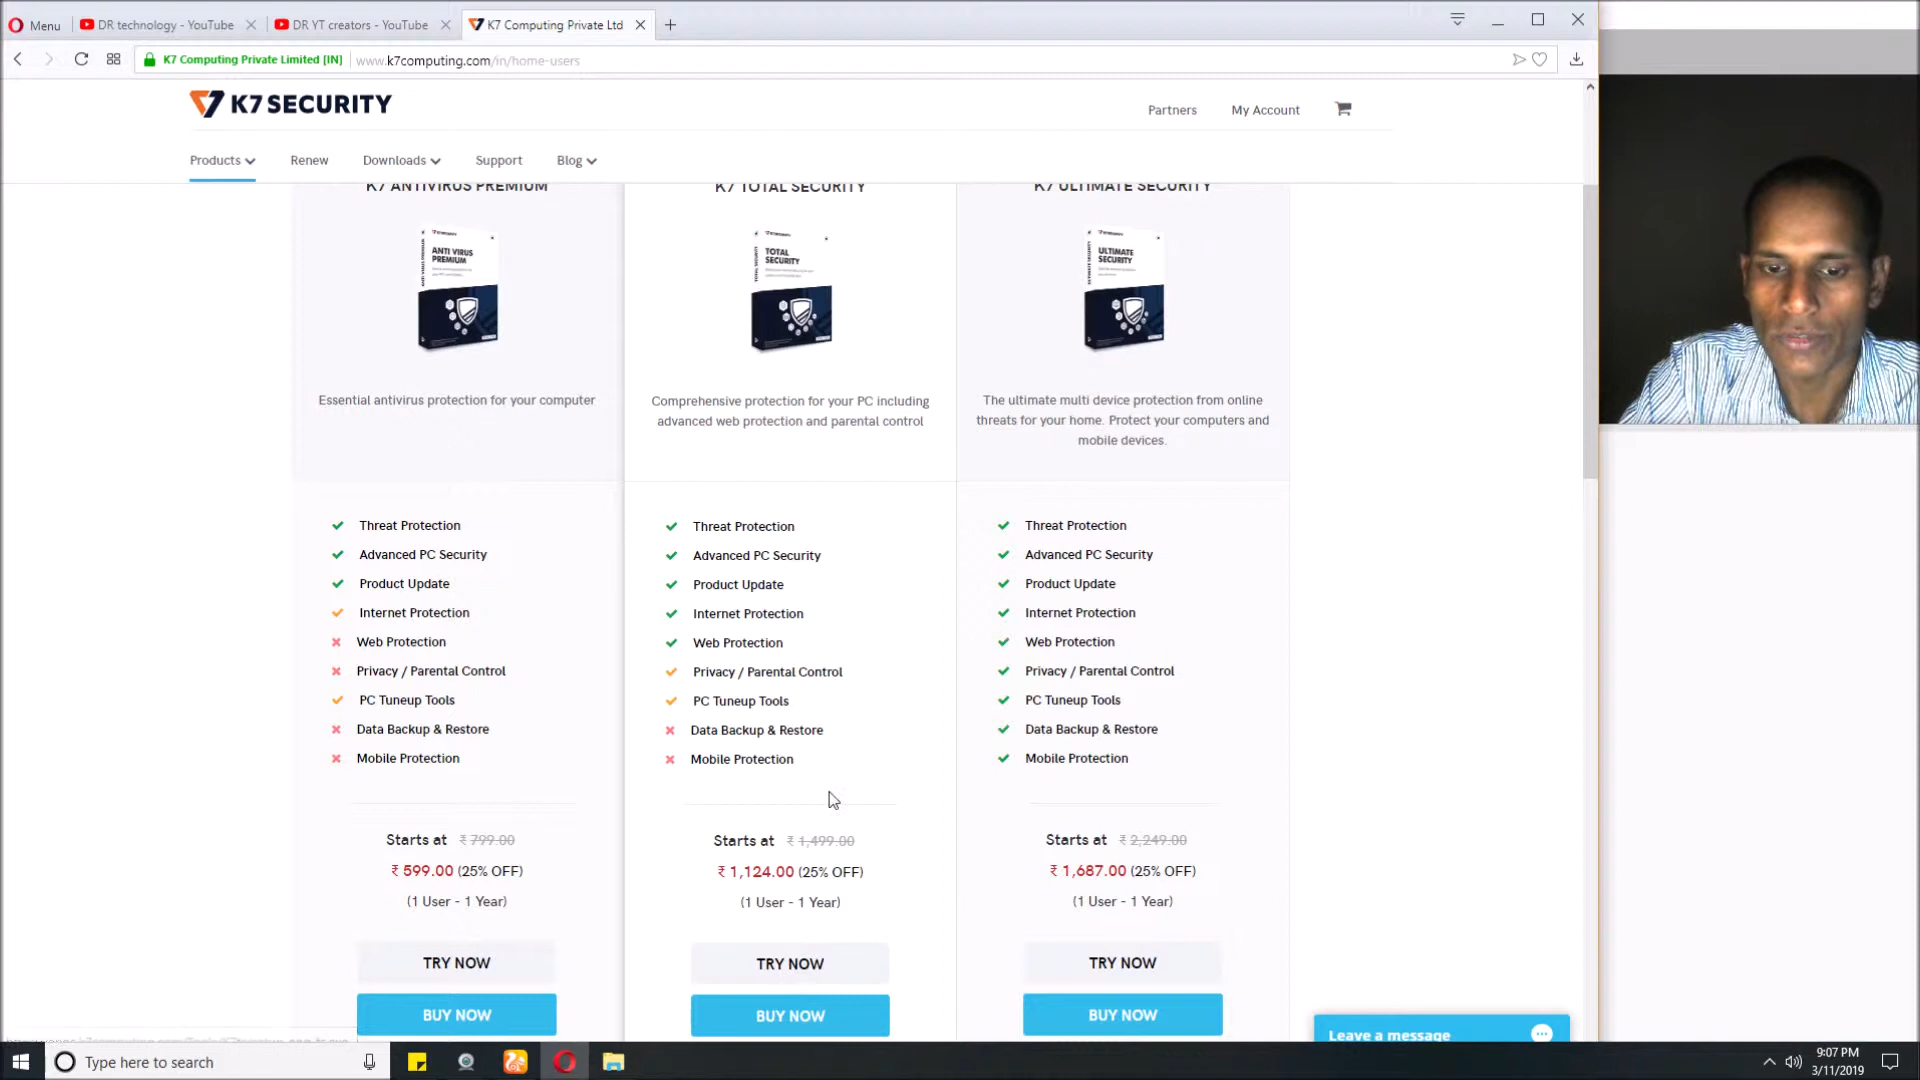 Menu
DR technology - YouTube
DR YT creators - YouTube
K7 Computing Private Ltd
K7 Computing Private Limited [IN]
www.k7computing.com/in/home-users
K7 SECURITY
Partners
My Account
Products
Renew
Downloads
Support
Blog
K7 ANTIVIRUS PREMIUM
K7 TOTAL SECURITY
K7 ULTIMATE SECURITY
ANTI VIRUS
PREMIUM
TOTAL
SECURITY
ULTIMATE
SECURITY
Essential antivirus protection for your computer
Comprehensive protection for your PC including
advanced web protection and parental control
The ultimate multi device protection from online
threats for your home. Protect your computers and
mobile devices.
Threat Protection
Advanced PC Security
Product Update
Internet Protection
Web Protection
Privacy / Parental Control
PC Tuneup Tools
Data Backup & Restore
Mobile Protection
Starts at ₹ 799.00
₹ 599.00 (25% OFF)
(1 User - 1 Year)
TRY NOW
BUY NOW
Threat Protection
Advanced PC Security
Product Update
Internet Protection
Web Protection
Privacy / Parental Control
PC Tuneup Tools
Data Backup & Restore
Mobile Protection
Starts at ₹ 1,499.00
₹ 1,124.00 (25% OFF)
(1 User - 1 Year)
TRY NOW
BUY NOW
Threat Protection
Advanced PC Security
Product Update
Internet Protection
Web Protection
Privacy / Parental Control
PC Tuneup Tools
Data Backup & Restore
Mobile Protection
Starts at ₹ 2,249.00
₹ 1,687.00 (25% OFF)
(1 User - 1 Year)
TRY NOW
BUY NOW
Leave a message
Type here to search
9:07 PM
3/11/2019